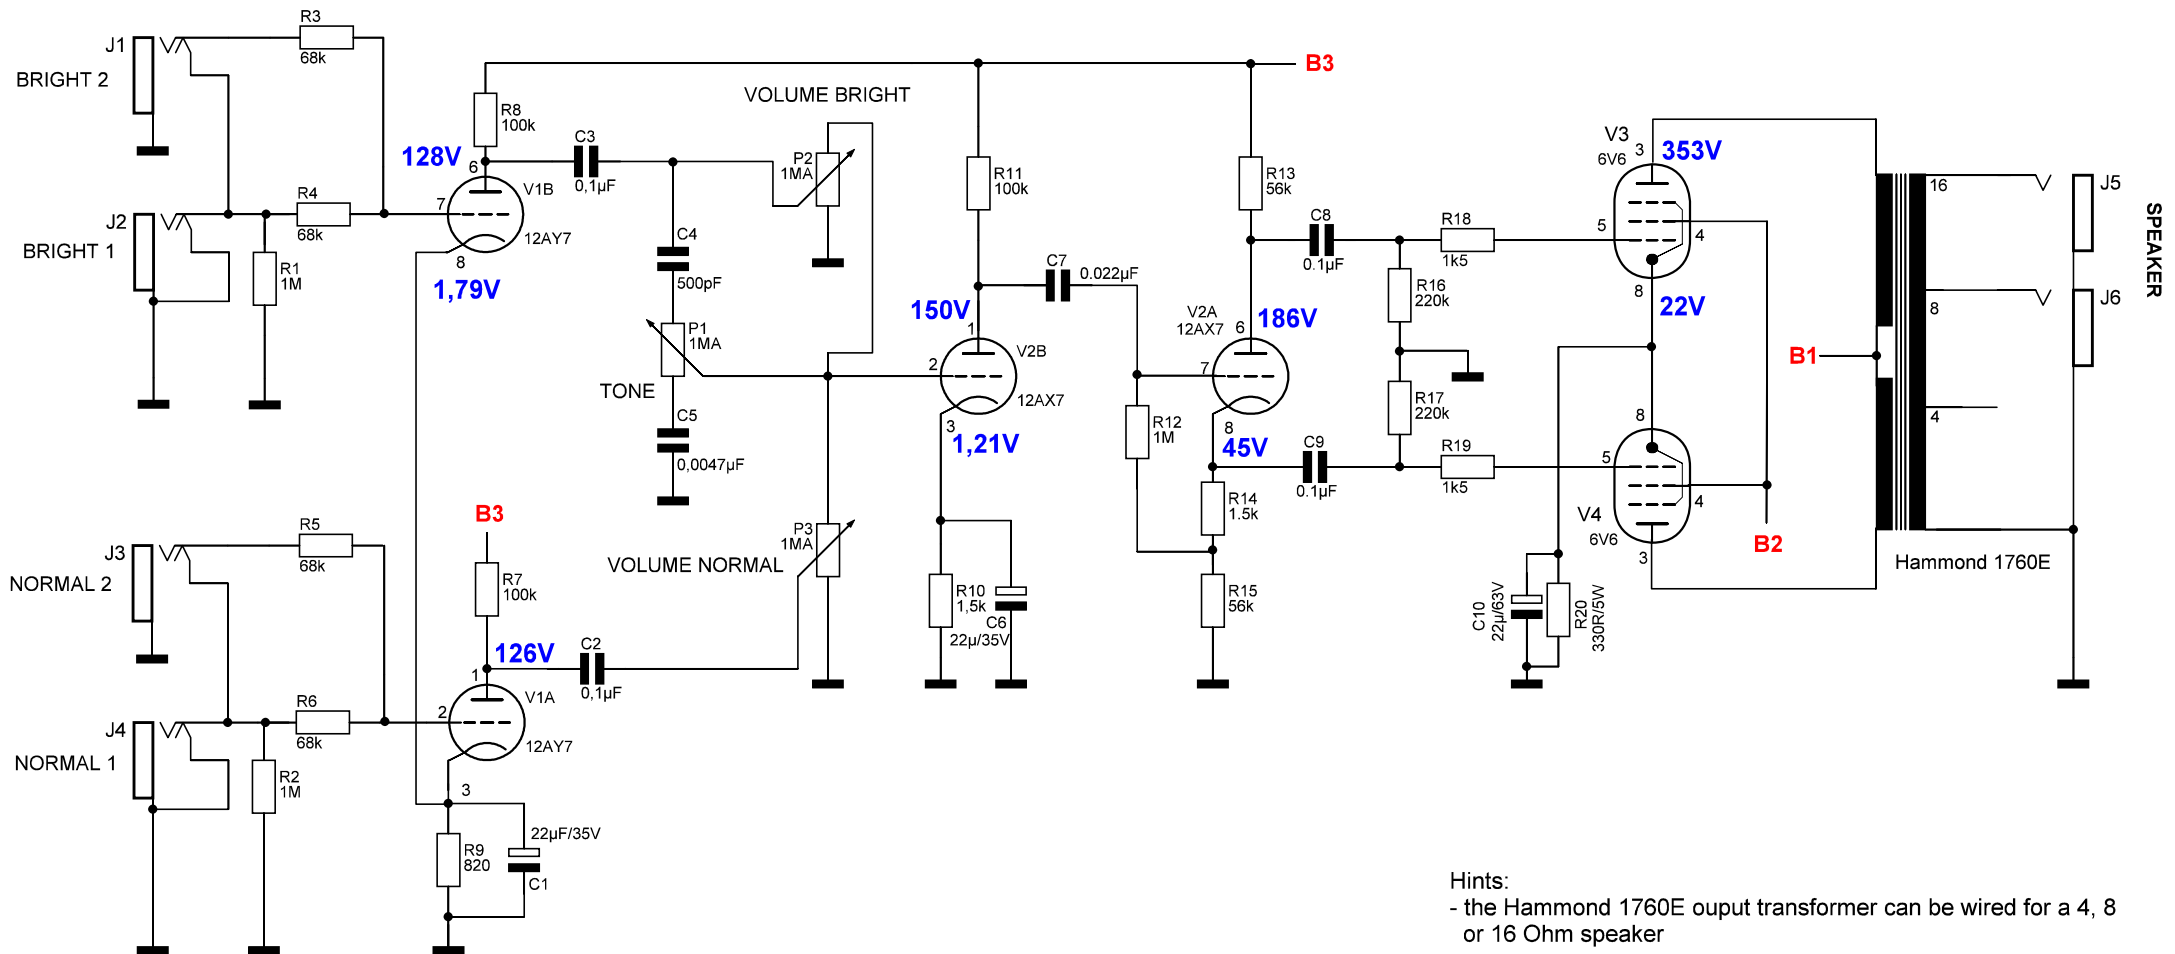 J1
BRIGHT 2
R3
68k
J2
BRIGHT 1
R4
68k
R1
1M
R8
100k
128V
6
7
8
V1B
12AY7
1,79V
C3
0,1µF
VOLUME BRIGHT
P2
1MA
C4
500pF
P1
1MA
TONE
C5
0,0047µF
B3
R11
100k
150V
1
2
3
V2B
12AX7
1,21V
C7
0.022µF
R13
56k
V2A
12AX7
186V
6
7
8
45V
R12
1M
C8
0.1µF
R18
1k5
R16
220k
R17
220k
C9
0.1µF
R19
1k5
R14
1.5k
R15
56k
V3
6V6
3
353V
5
4
8
22V
8
5
4
V4
6V6
3
B1
B2
16
8
4
J5
J6
SPEAKER
Hammond 1760E
C10
22µ/63V
R20
330R/5W
R10
1,5k
C6
22µ/35V
P3
1MA
VOLUME NORMAL
B3
R7
100k
126V
1
2
3
V1A
12AY7
C2
0,1µF
J3
NORMAL 2
R5
68k
J4
NORMAL 1
R6
68k
R2
1M
R9
820
22µF/35V
C1
Hints:
- the Hammond 1760E ouput transformer can be wired for a 4, 8
or 16 Ohm speaker